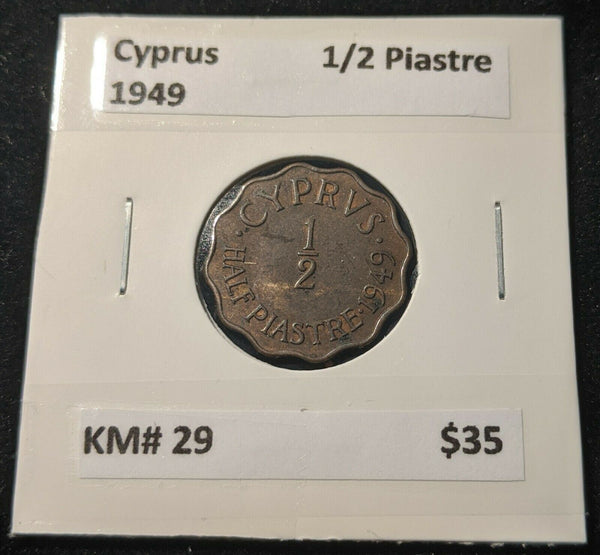 Cyprus 1/2 Piastre
1949
·CYPRVS·
1
2
HALF PIASTRE·1949
KM# 29 $35